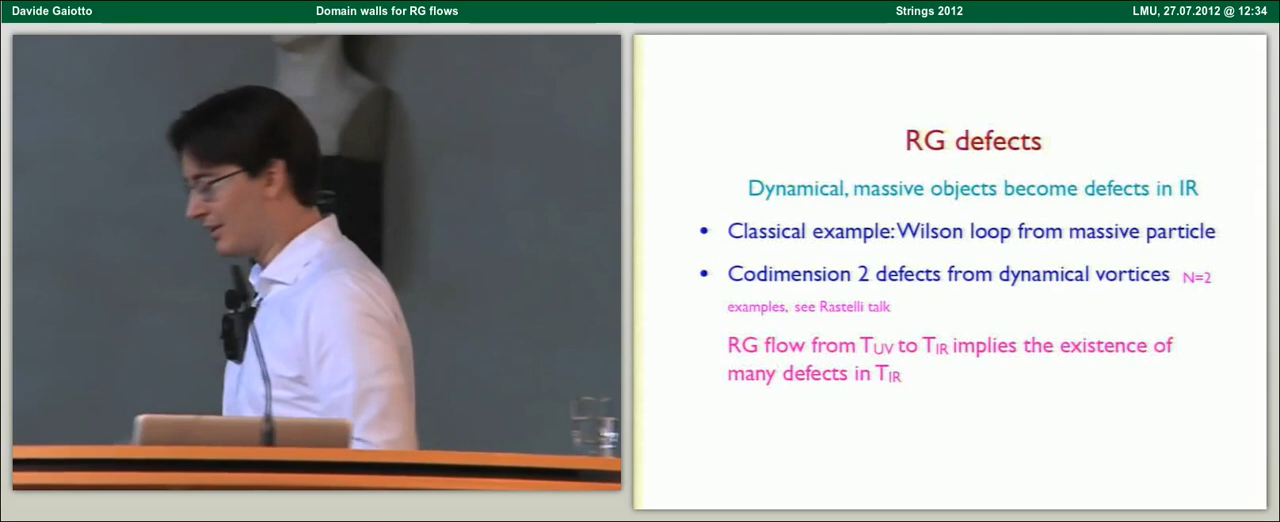 Davide Gaiotto
Domain walls for RG flows
Strings 2012
LMU, 27.07.2012 @ 12:34
RG defects
Dynamical, massive objects become defects in IR
• Classical example: Wilson loop from massive particle
• Codimension 2 defects from dynamical vortices N=2
examples, see Rastelli talk
RG flow from TUV to TIR implies the existence of
many defects in TIR